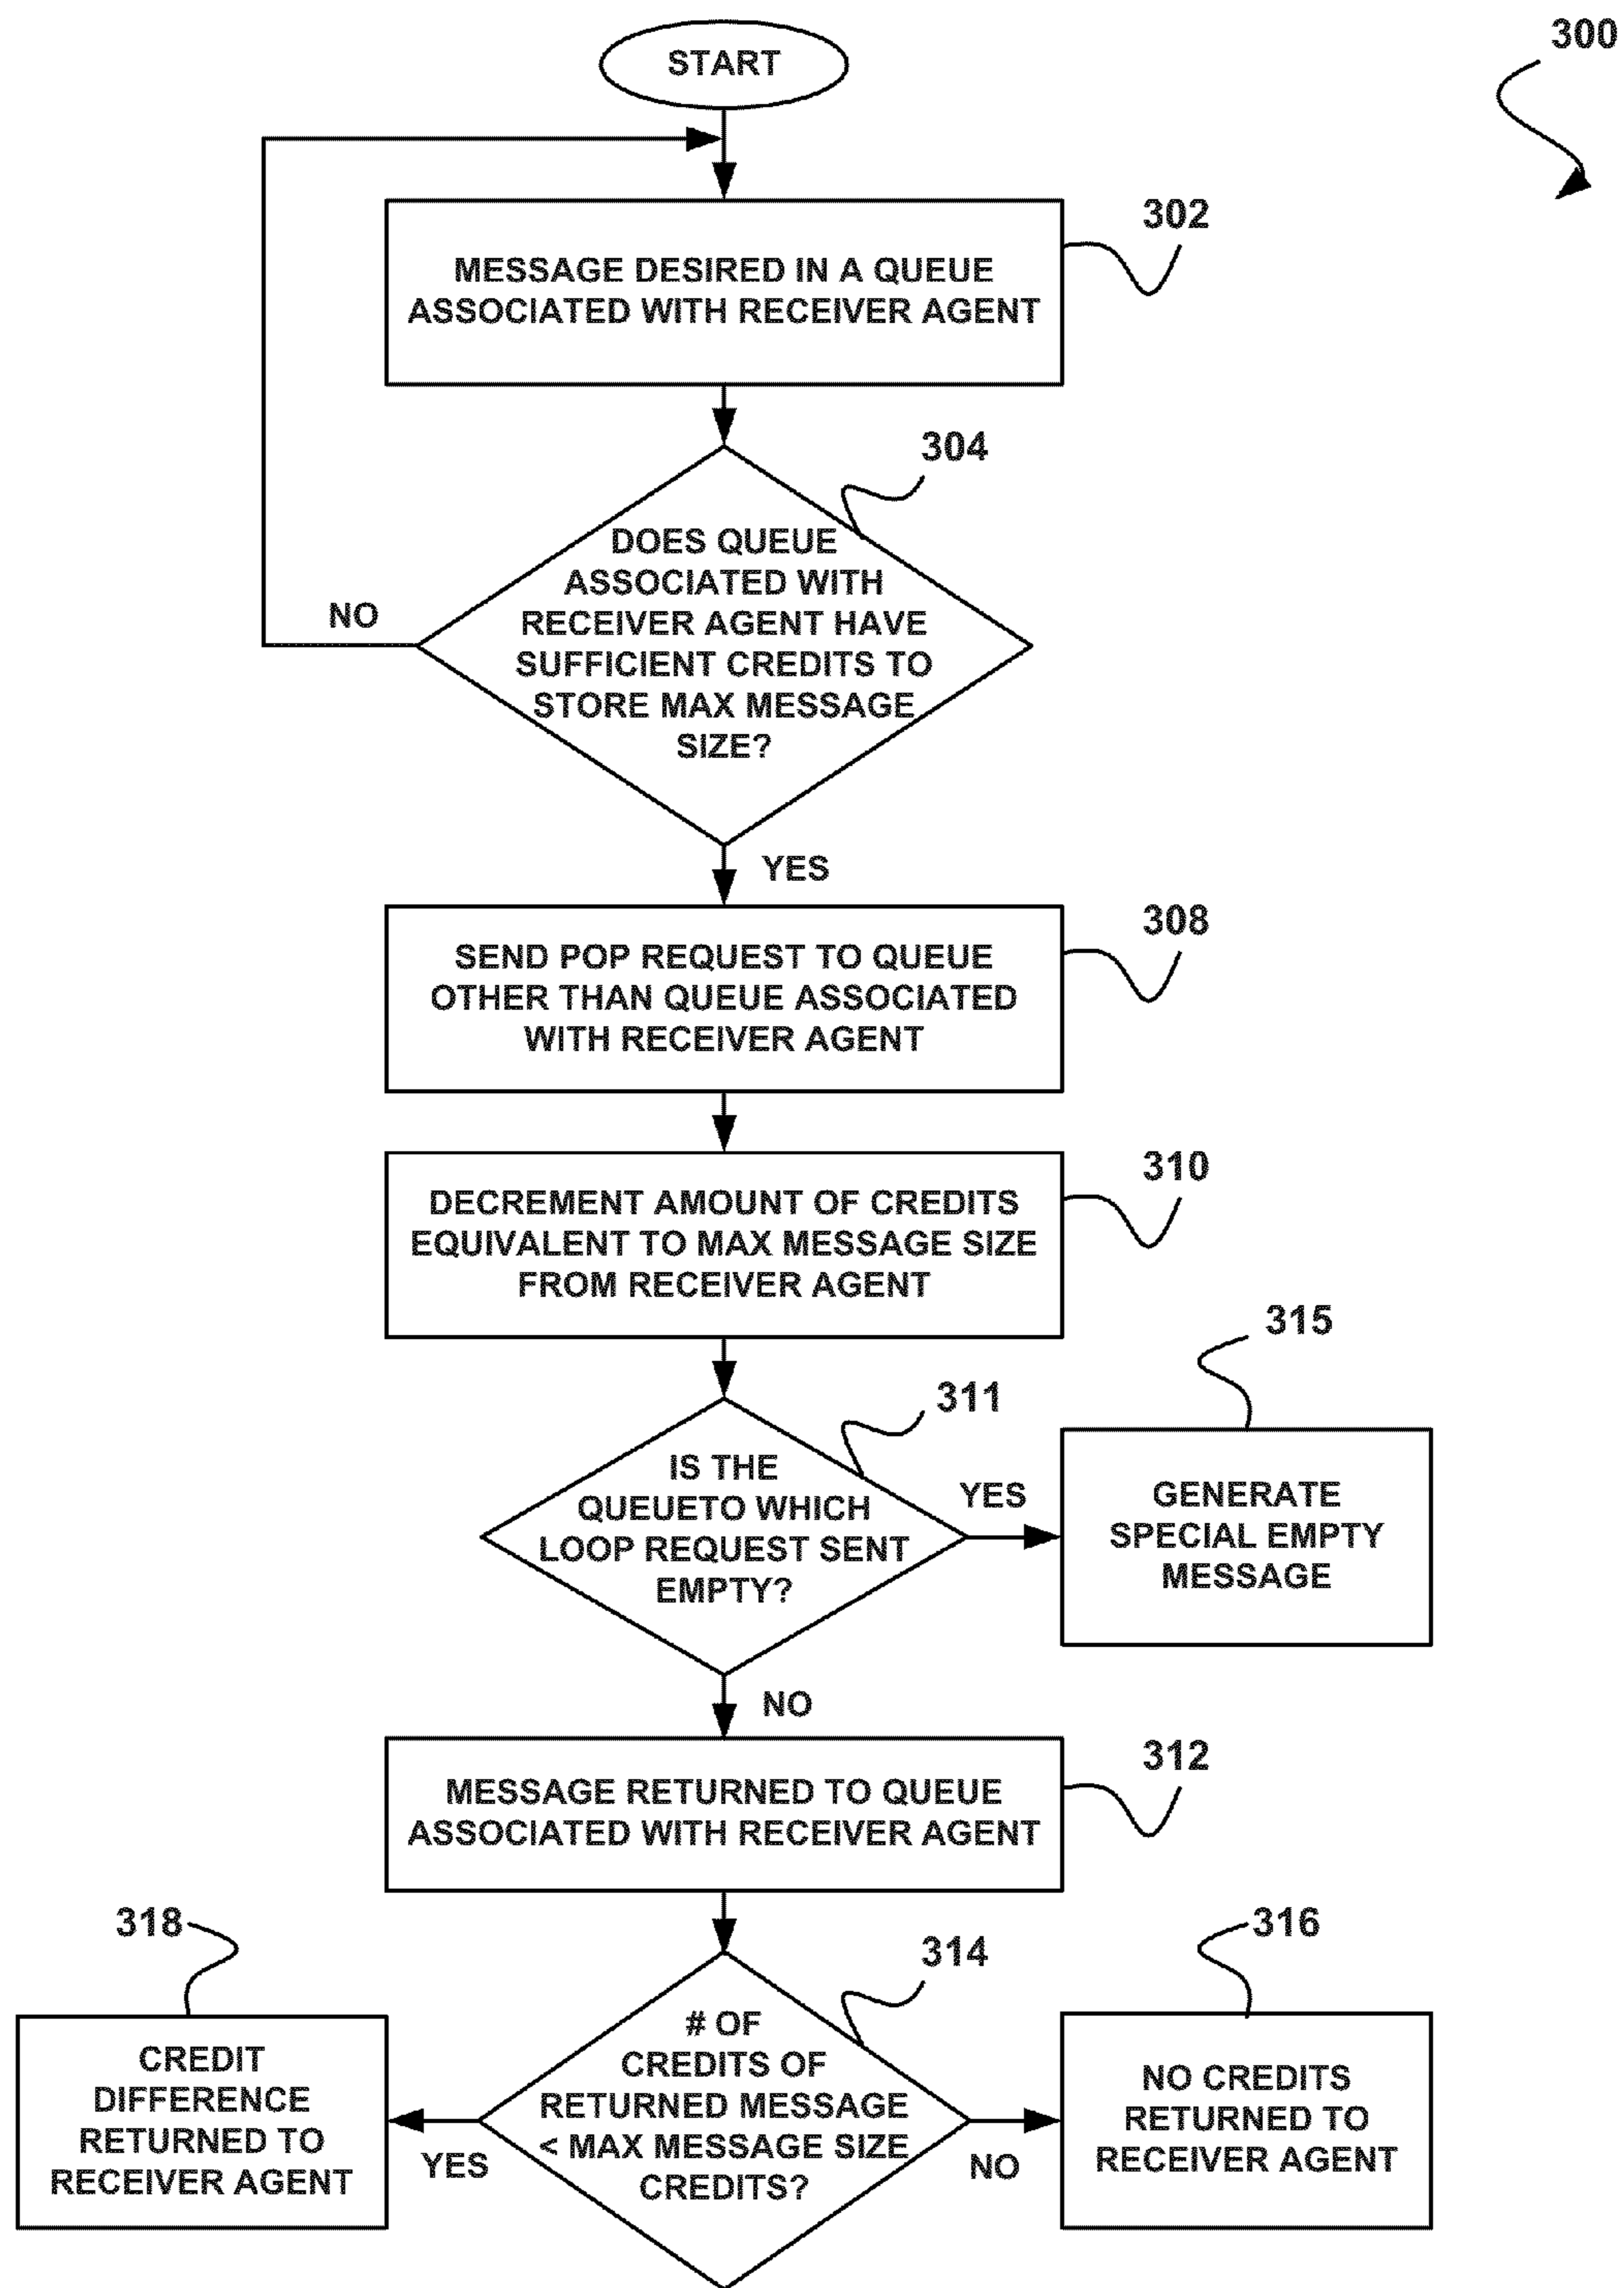 START
300
302
MESSAGE DESIRED IN A QUEUE
ASSOCIATED WITH RECEIVER AGENT
304
DOES QUEUE
ASSOCIATED WITH
RECEIVER AGENT HAVE
SUFFICIENT CREDITS TO
STORE MAX MESSAGE
SIZE?
NO
YES
308
SEND POP REQUEST TO QUEUE
OTHER THAN QUEUE ASSOCIATED
WITH RECEIVER AGENT
310
DECREMENT AMOUNT OF CREDITS
EQUIVALENT TO MAX MESSAGE SIZE
FROM RECEIVER AGENT
311
IS THE
QUEUETO WHICH
LOOP REQUEST SENT
EMPTY?
YES
315
GENERATE
SPECIAL EMPTY
MESSAGE
NO
312
MESSAGE RETURNED TO QUEUE
ASSOCIATED WITH RECEIVER AGENT
314
# OF
CREDITS OF
RETURNED MESSAGE
< MAX MESSAGE SIZE
CREDITS?
318
CREDIT
DIFFERENCE
RETURNED TO
RECEIVER AGENT
YES
NO
316
NO CREDITS
RETURNED TO
RECEIVER AGENT